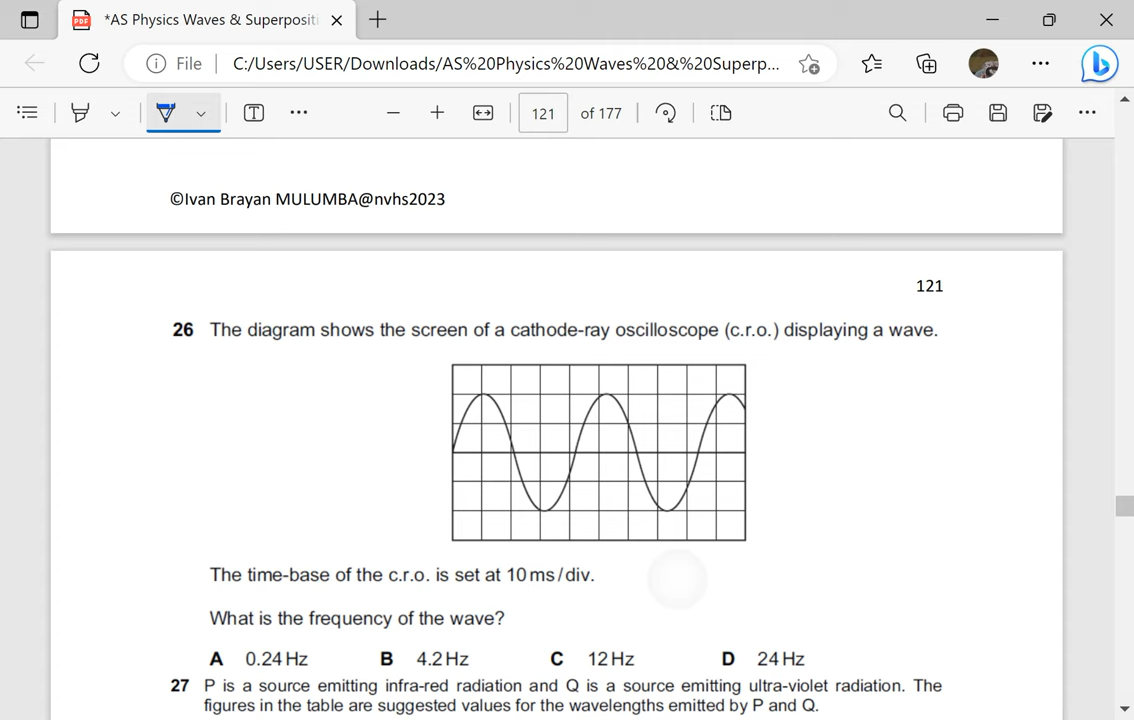 *AS Physics Waves & Superpositi
File
C:/Users/USER/Downloads/AS%20Physics%20Waves%20&%20Superp...
121 of 177
©Ivan Brayan MULUMBA@nvhs2023
121
26 The diagram shows the screen of a cathode-ray oscilloscope (c.r.o.) displaying a wave.
The time-base of the c.r.o. is set at 10 ms/div.
What is the frequency of the wave?
A 0.24 Hz B 4.2 Hz C 12 Hz D 24 Hz
27 P is a source emitting infra-red radiation and Q is a source emitting ultra-violet radiation. The
figures in the table are suggested values for the wavelengths emitted by P and Q.